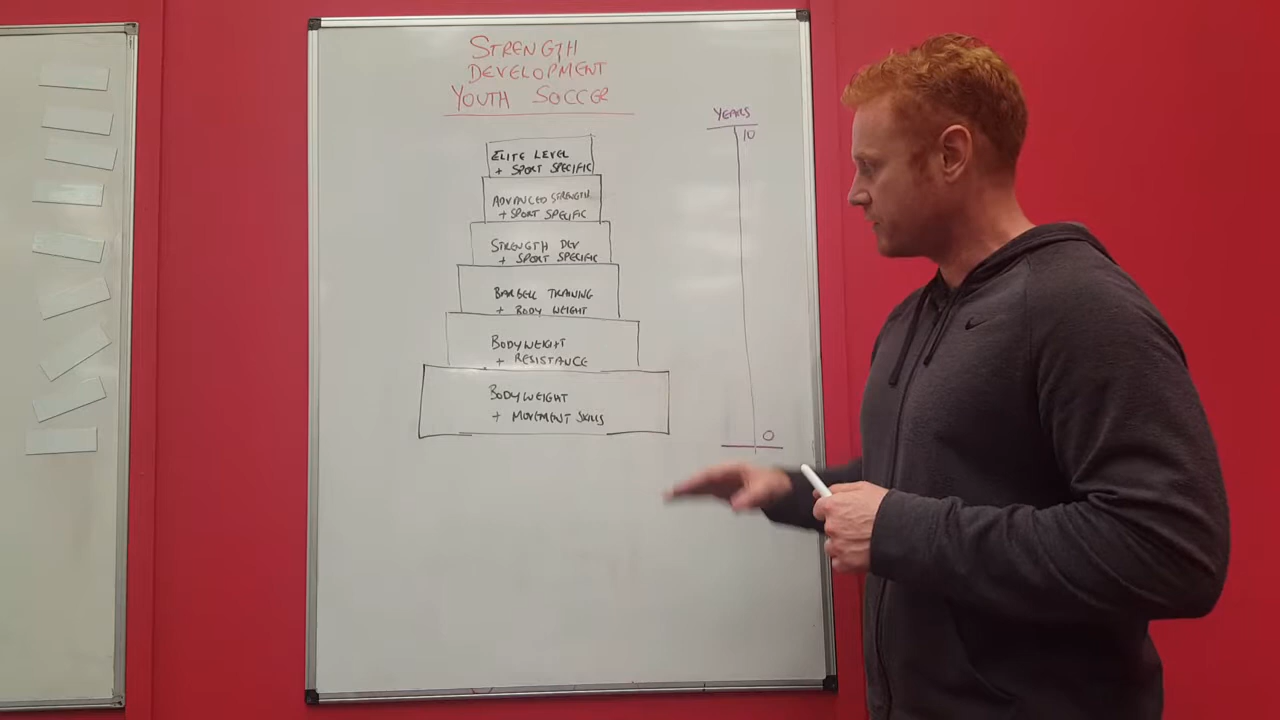 STRENGTH
DEVELOPMENT
YOUTH SOCCER
YEARS
10
ELITE LEVEL
+ SPORT SPECIFIC
ADVANCED STRENGTH
+ SPORT SPECIFIC
STRENGTH DEV
+ SPORT SPECIFIC
BARBELL TRAINING
+ BODY WEIGHT
BODYWEIGHT
+ RESISTANCE
BODYWEIGHT
+ MOVEMENT SKILLS
0